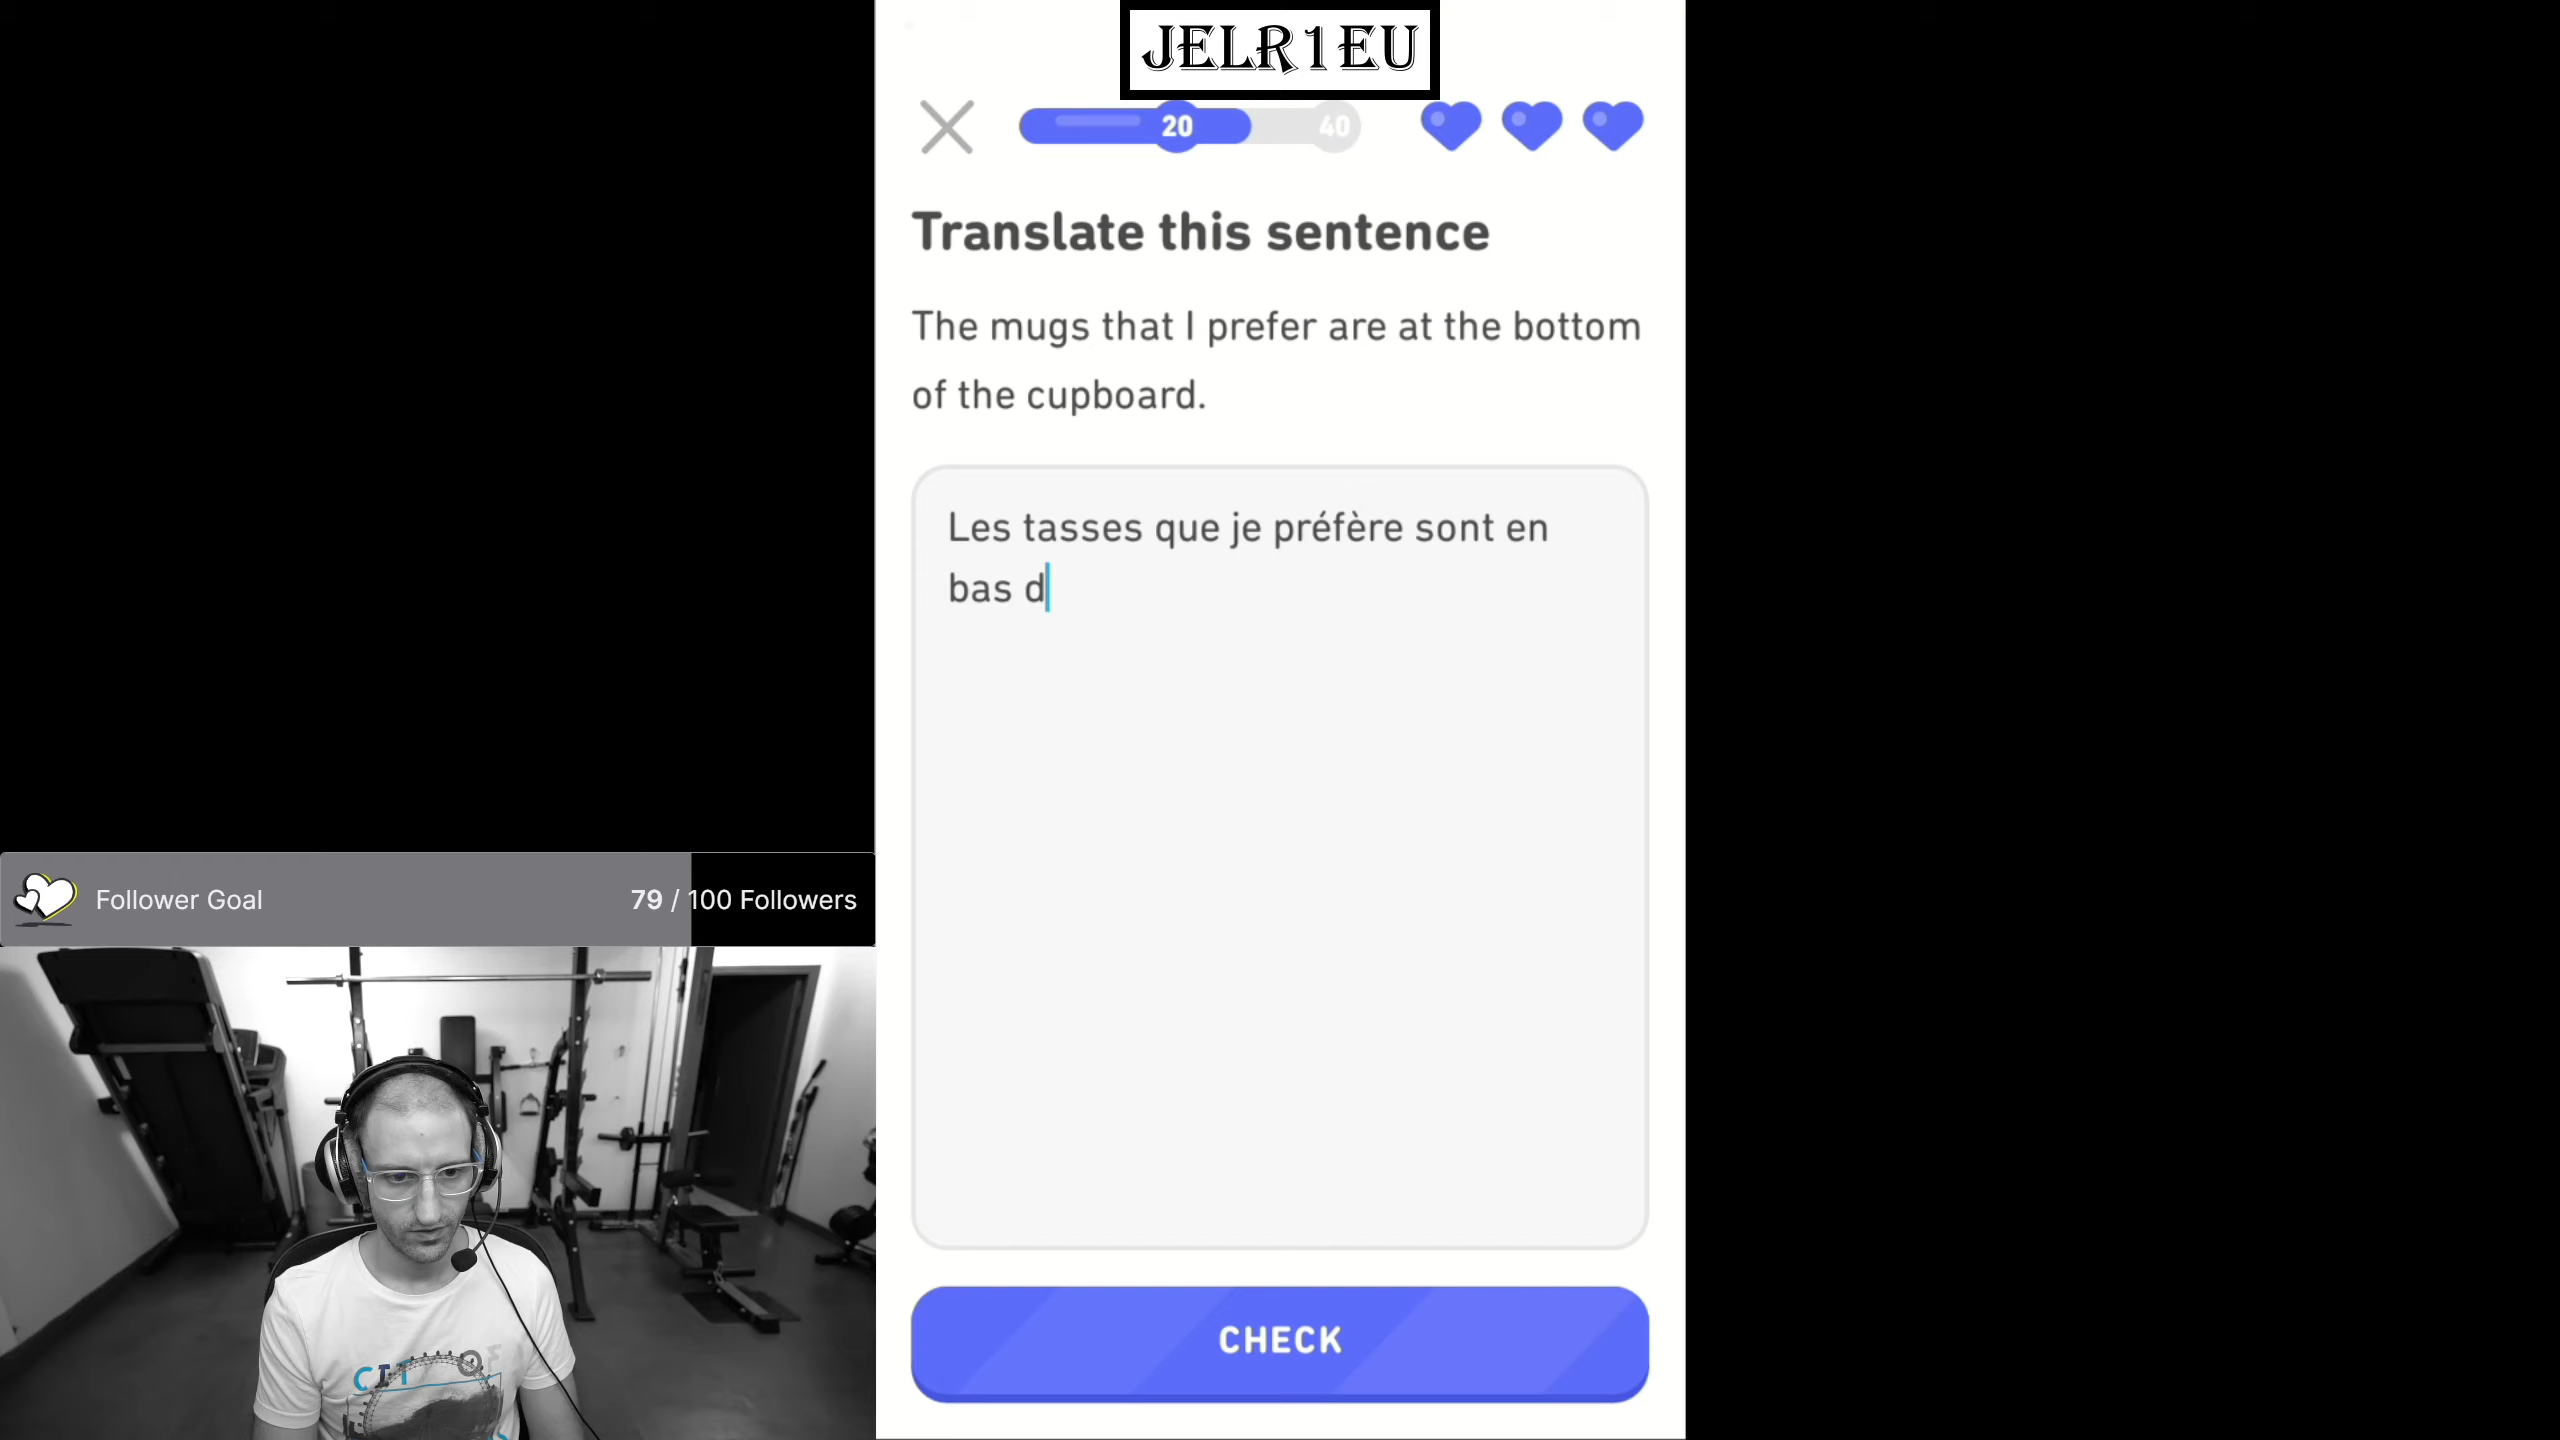 JELR1EU
20
40
Translate this sentence
The mugs that I prefer are at the bottom
of the cupboard.
Les tasses que je préfère sont en
bas d
CHECK
Follower Goal
79 / 100 Followers